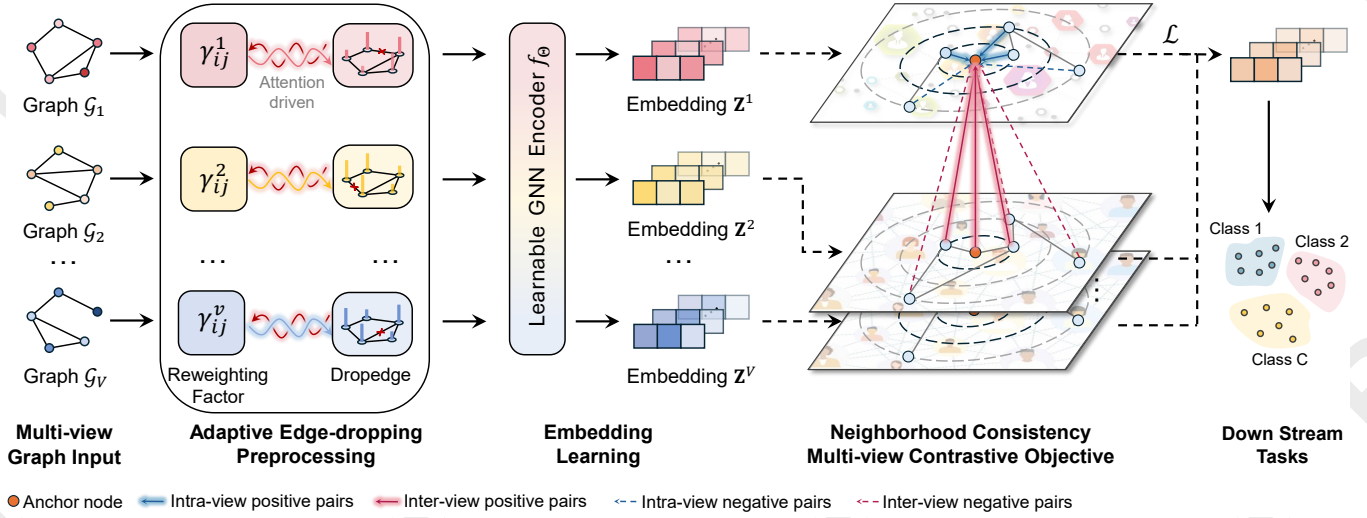 Graph 𝒢₁
Graph 𝒢₂
...
Graph 𝒢_V
γ¹ᵢⱼ
Attention
driven
γ²ᵢⱼ
...
...
γᵛᵢⱼ
Reweighting
Factor
Dropedge
Learnable GNN Encoder f_Θ
Embedding Z¹
Embedding Z²
...
Embedding Z^V
ℒ
Class 1
Class 2
Class C
Multi-view
Graph Input
Adaptive Edge-dropping
Preprocessing
Embedding
Learning
Neighborhood Consistency
Multi-view Contrastive Objective
Down Stream
Tasks
Anchor node
Intra-view positive pairs
Inter-view positive pairs
Intra-view negative pairs
Inter-view negative pairs